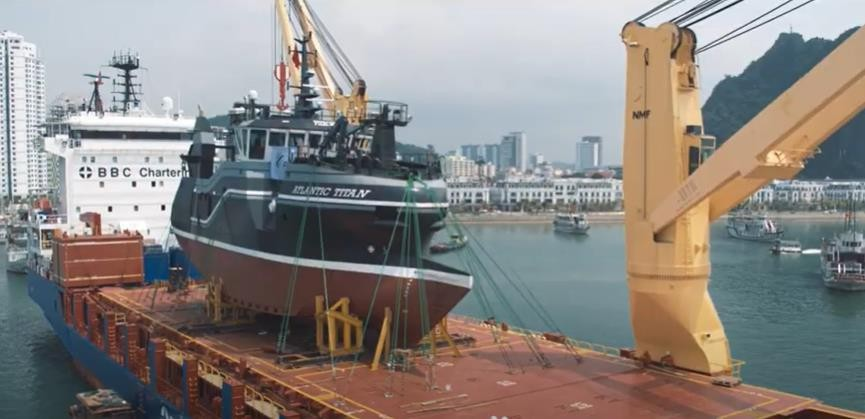 BBC Charter
ATLANTIC TITAN
NMF